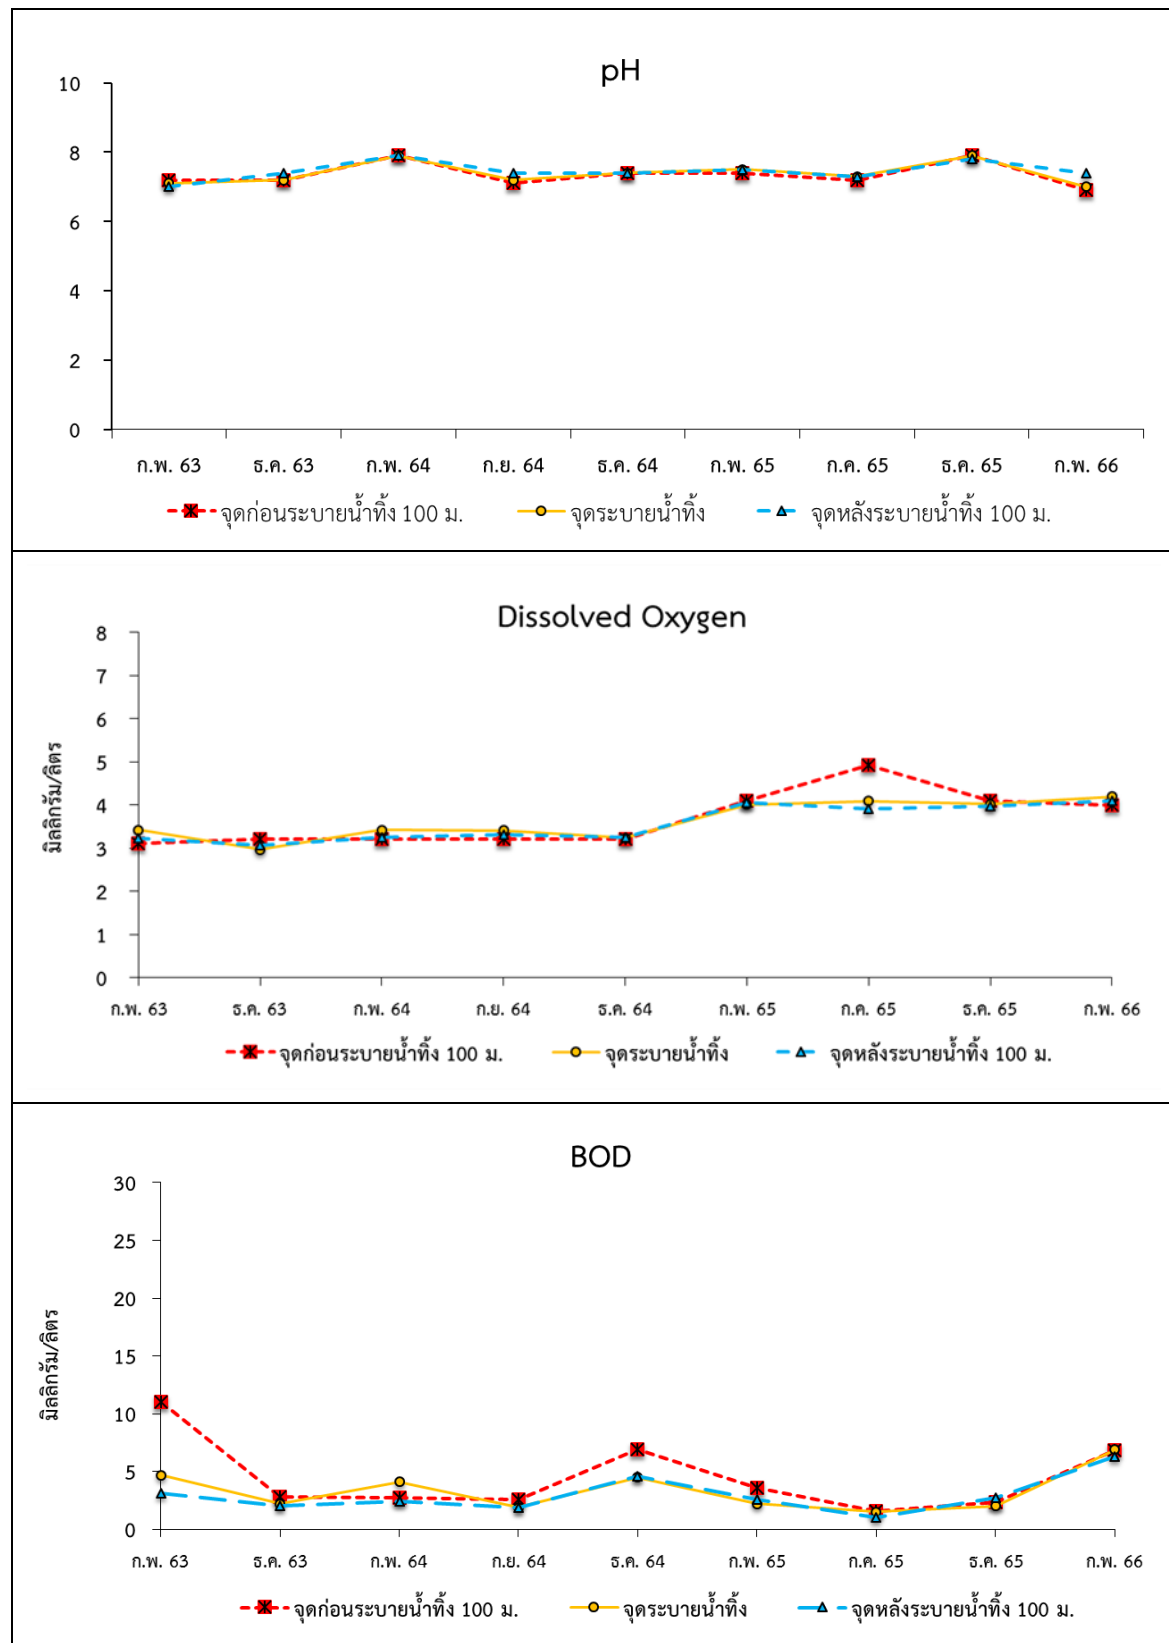 pH
10
8
6
4
2
0
ก.พ. 63 ธ.ค. 63 ก.พ. 64 ก.ย. 64 ธ.ค. 64 ก.พ. 65 ก.ค. 65 ธ.ค. 65 ก.พ. 66
จุดก่อนระบายน้ำทิ้ง 100 ม. จุดระบายน้ำทิ้ง จุดหลังระบายน้ำทิ้ง 100 ม.
Dissolved Oxygen
มิลลิกรัม/ลิตร
8
7
6
5
4
3
2
1
0
ก.พ. 63 ธ.ค. 63 ก.พ. 64 ก.ย. 64 ธ.ค. 64 ก.พ. 65 ก.ค. 65 ธ.ค. 65 ก.พ. 66
จุดก่อนระบายน้ำทิ้ง 100 ม. จุดระบายน้ำทิ้ง จุดหลังระบายน้ำทิ้ง 100 ม.
BOD
มิลลิกรัม/ลิตร
30
25
20
15
10
5
0
ก.พ. 63 ธ.ค. 63 ก.พ. 64 ก.ย. 64 ธ.ค. 64 ก.พ. 65 ก.ค. 65 ธ.ค. 65 ก.พ. 66
จุดก่อนระบายน้ำทิ้ง 100 ม. จุดระบายน้ำทิ้ง จุดหลังระบายน้ำทิ้ง 100 ม.